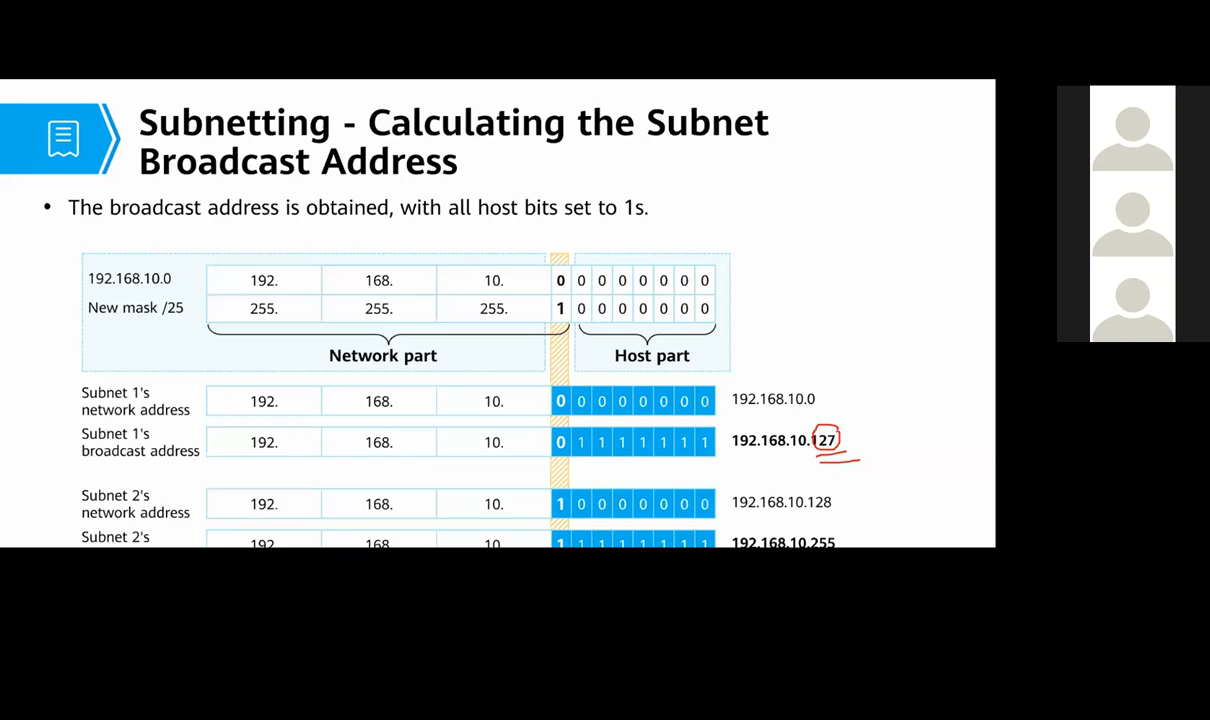 Subnetting - Calculating the Subnet
Broadcast Address
• The broadcast address is obtained, with all host bits set to 1s.
192.168.10.0 192. 168. 10. 0 0 0 0 0 0 0 0
New mask /25 255. 255. 255. 1 0 0 0 0 0 0 0
Network part Host part
Subnet 1's
network address 192. 168. 10. 0 0 0 0 0 0 0 0 192.168.10.0
Subnet 1's
broadcast address 192. 168. 10. 0 1 1 1 1 1 1 1 192.168.10.127
Subnet 2's
network address 192. 168. 10. 1 0 0 0 0 0 0 0 192.168.10.128
Subnet 2's 192. 168. 10. 1 1 1 1 1 1 1 1 192.168.10.255